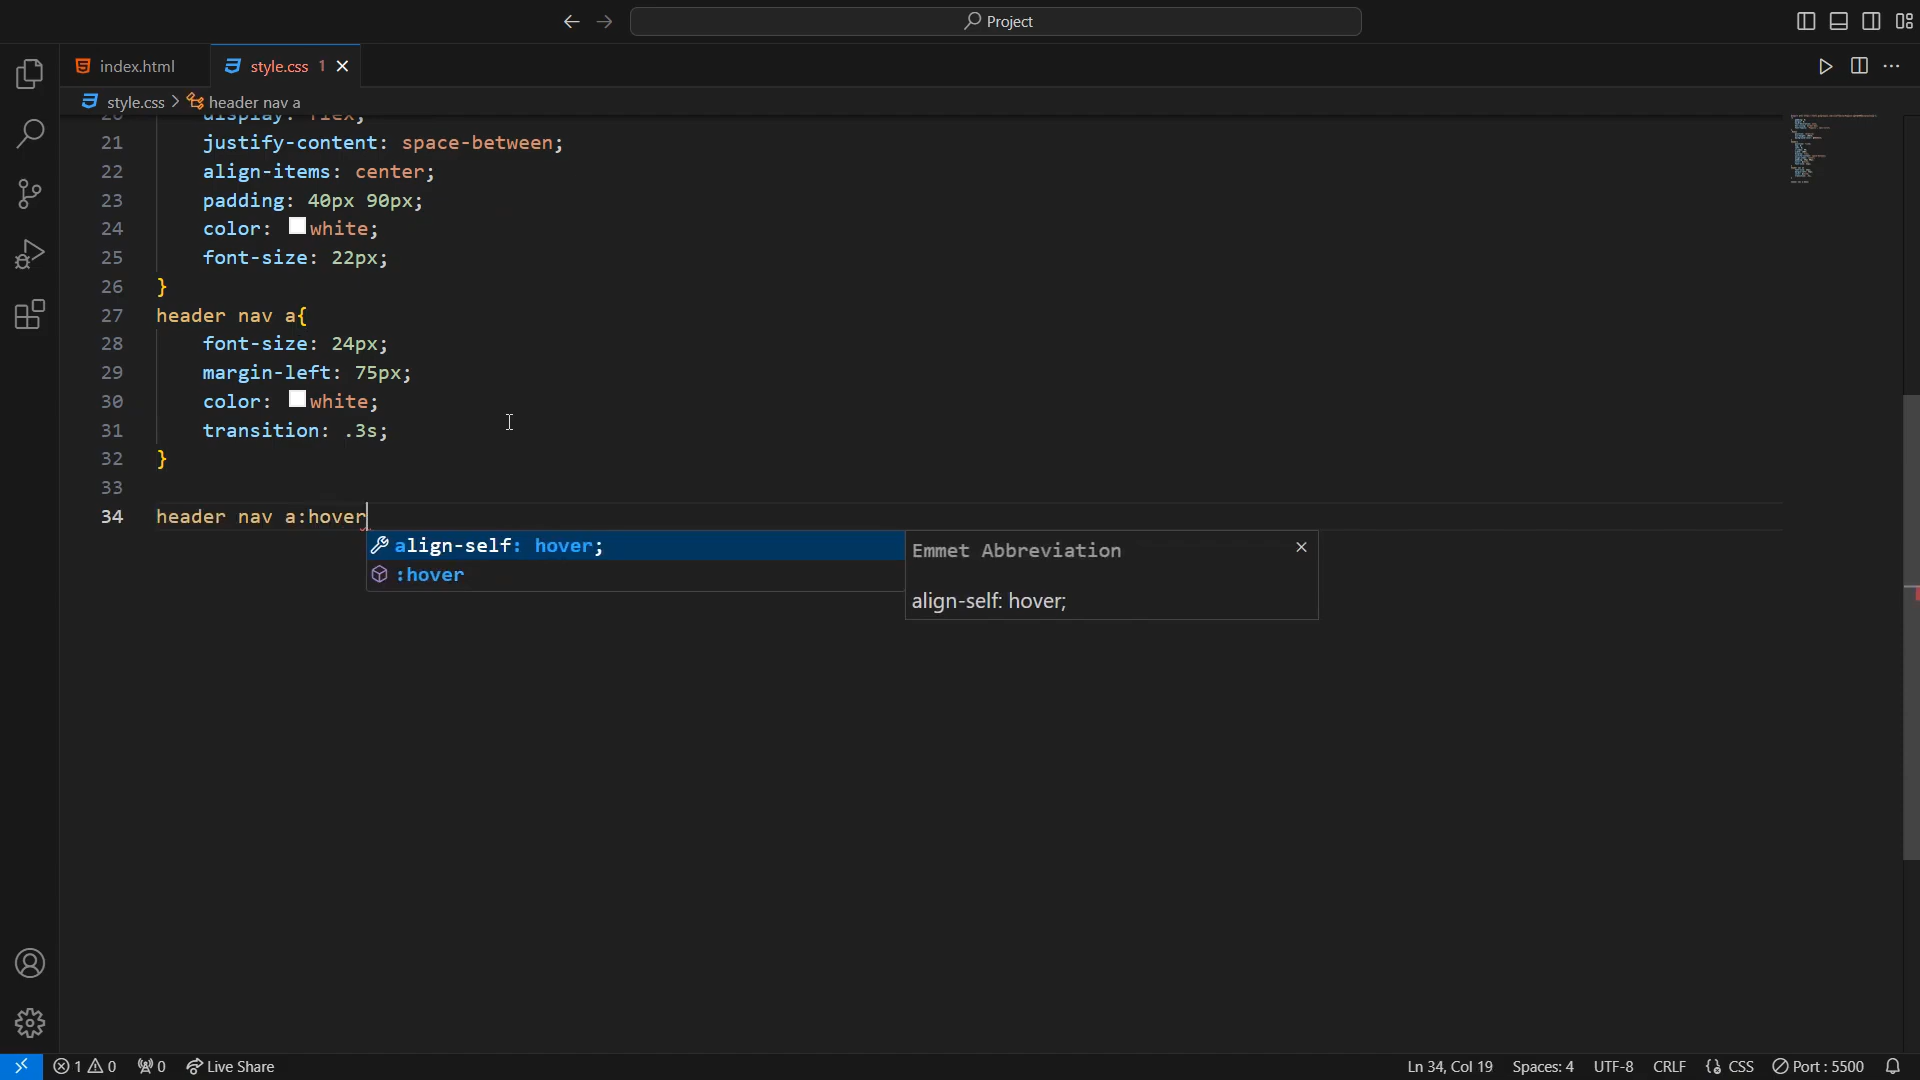 Project
index.html
style.css 1
style.css > header nav a
20 display: flex;
21 justify-content: space-between;
22 align-items: center;
23 padding: 40px 90px;
24 color: white;
25 font-size: 22px;
26 }
27 header nav a{
28 font-size: 24px;
29 margin-left: 75px;
30 color: white;
31 transition: .3s;
32 }
33
34 header nav a:hover
align-self: hover;
:hover
Emmet Abbreviation
align-self: hover;
1 0 0 Live Share Ln 34, Col 19 Spaces: 4 UTF-8 CRLF CSS Port : 5500